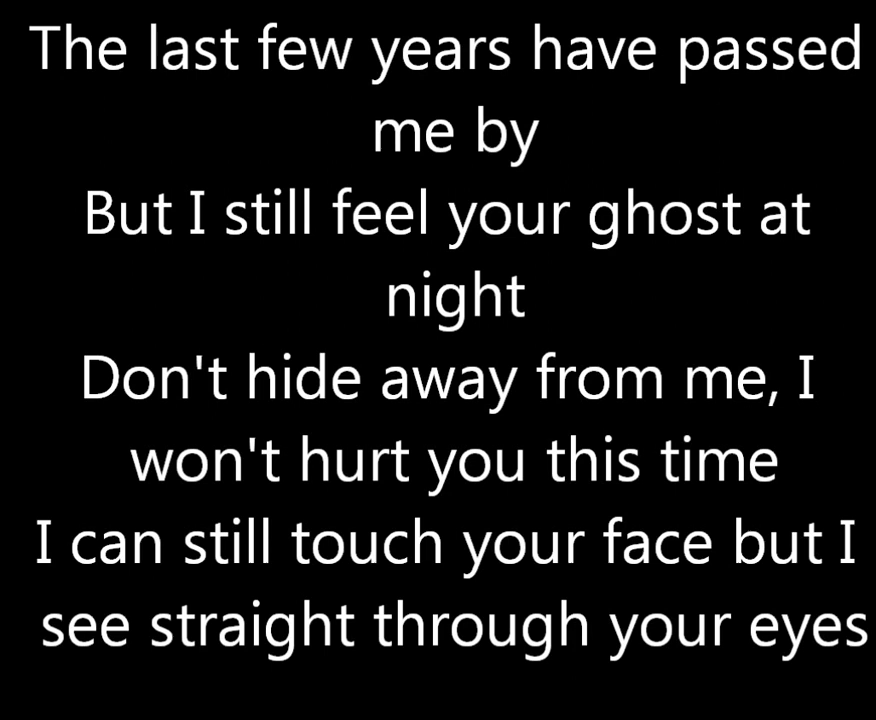 The last few years have passed
me by
But I still feel your ghost at
night
Don't hide away from me, I
won't hurt you this time
I can still touch your face but I
see straight through your eyes